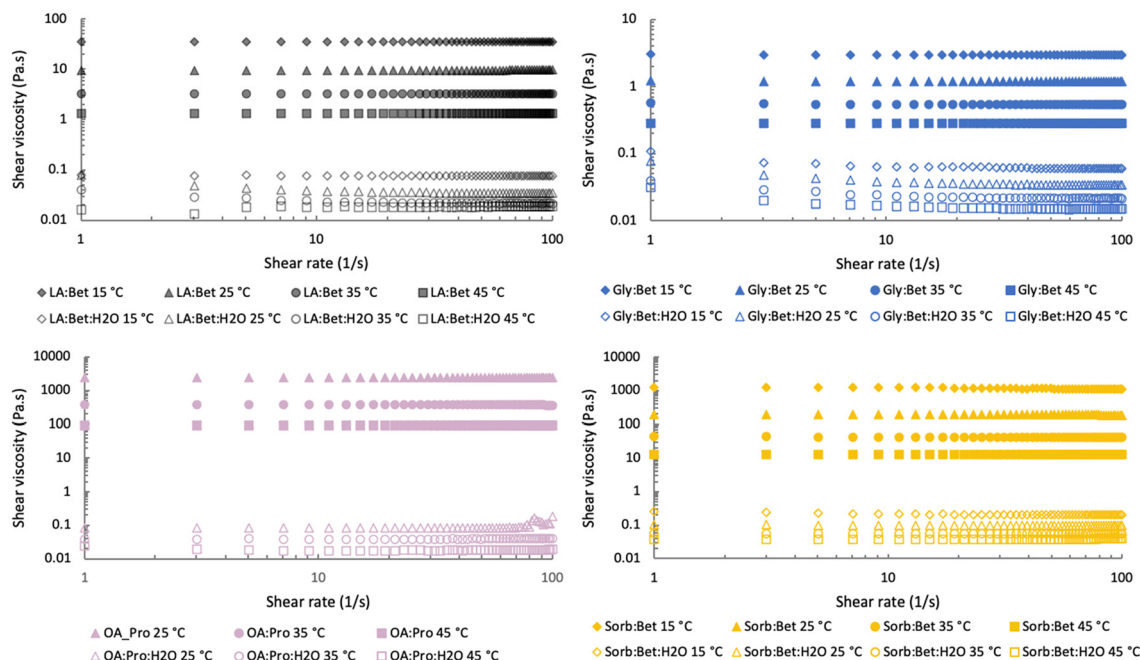 100
10
1
0.1
0.01
Shear viscosity (Pa.s)
1 10 100
Shear rate (1/s)
LA:Bet 15 °C LA:Bet 25 °C LA:Bet 35 °C LA:Bet 45 °C
LA:Bet:H2O 15 °C LA:Bet:H2O 25 °C LA:Bet:H2O 35 °C LA:Bet:H2O 45 °C
10
1
0.1
0.01
Shear viscosity (Pa.s)
1 10 100
Shear rate (1/s)
Gly:Bet 15 °C Gly:Bet 25 °C Gly:Bet 35 °C Gly:Bet 45 °C
Gly:Bet:H2O 15 °C Gly:Bet:H2O 25 °C Gly:Bet:H2O 35 °C Gly:Bet:H2O 45 °C
10000
1000
100
10
1
0.1
0.01
Shear viscosity (Pa.s)
1 10 100
Shear rate (1/s)
OA_Pro 25 °C OA:Pro 35 °C OA:Pro 45 °C
OA:Pro:H2O 25 °C OA:Pro:H2O 35 °C OA:Pro:H2O 45 °C
10000
1000
100
10
1
0.1
0.01
Shear viscosity (Pa.s)
1 10 100
Shear rate (1/s)
Sorb:Bet 15 °C Sorb:Bet 25 °C Sorb:Bet 35 °C Sorb:Bet 45 °C
Sorb:Bet:H2O 15 °C Sorb:Bet:H2O 25 °C Sorb:Bet:H2O 35 °C Sorb:Bet:H2O 45 °C